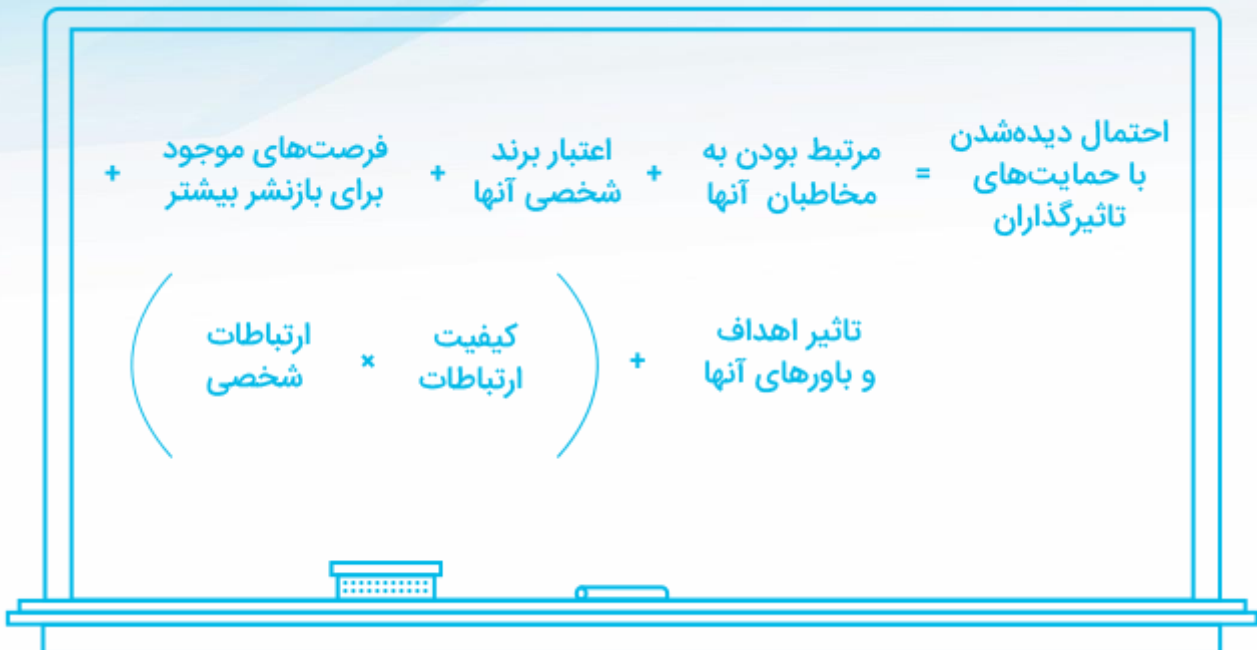 احتمال دیده‌شدن
با حمایت‌های
تاثیرگذاران
=
مرتبط بودن به
مخاطبان آنها
+
اعتبار برند
شخصی آنها
+
فرصت‌های موجود
برای بازنشر بیشتر
+
تاثیر اهداف
و باورهای آنها
+
(
کیفیت
ارتباطات
×
ارتباطات
شخصی
)